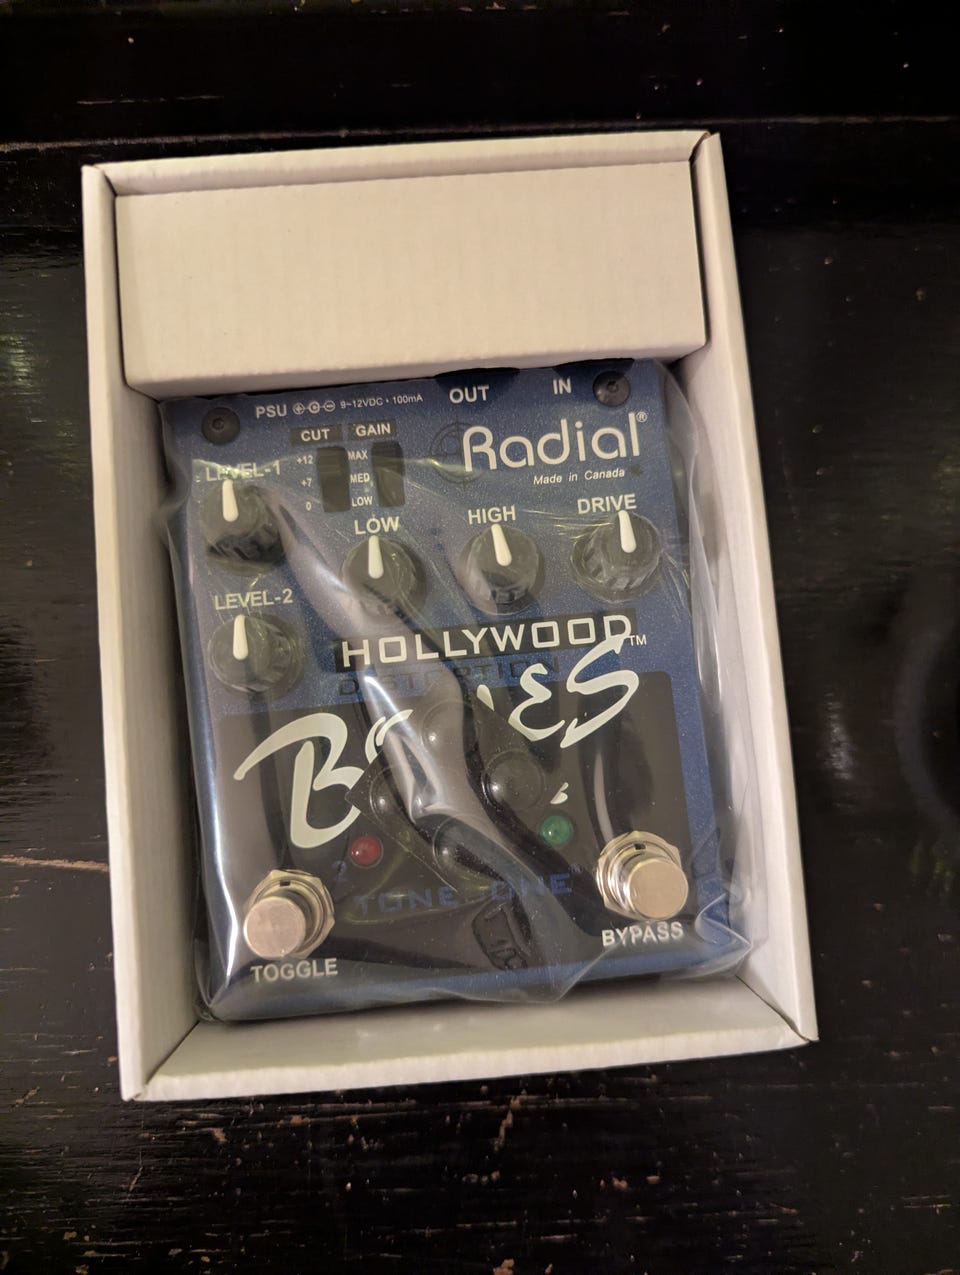 PSU 9~12VDC • 100mA
OUT
IN
CUT
GAIN
Radial®
Made in Canada
+12
+7
0
MAX
MED
LOW
LEVEL-1
LOW
HIGH
DRIVE
LEVEL-2
HOLLYWOOD™
DISTORTION
2
TONE ONE
TOGGLE
BYPASS